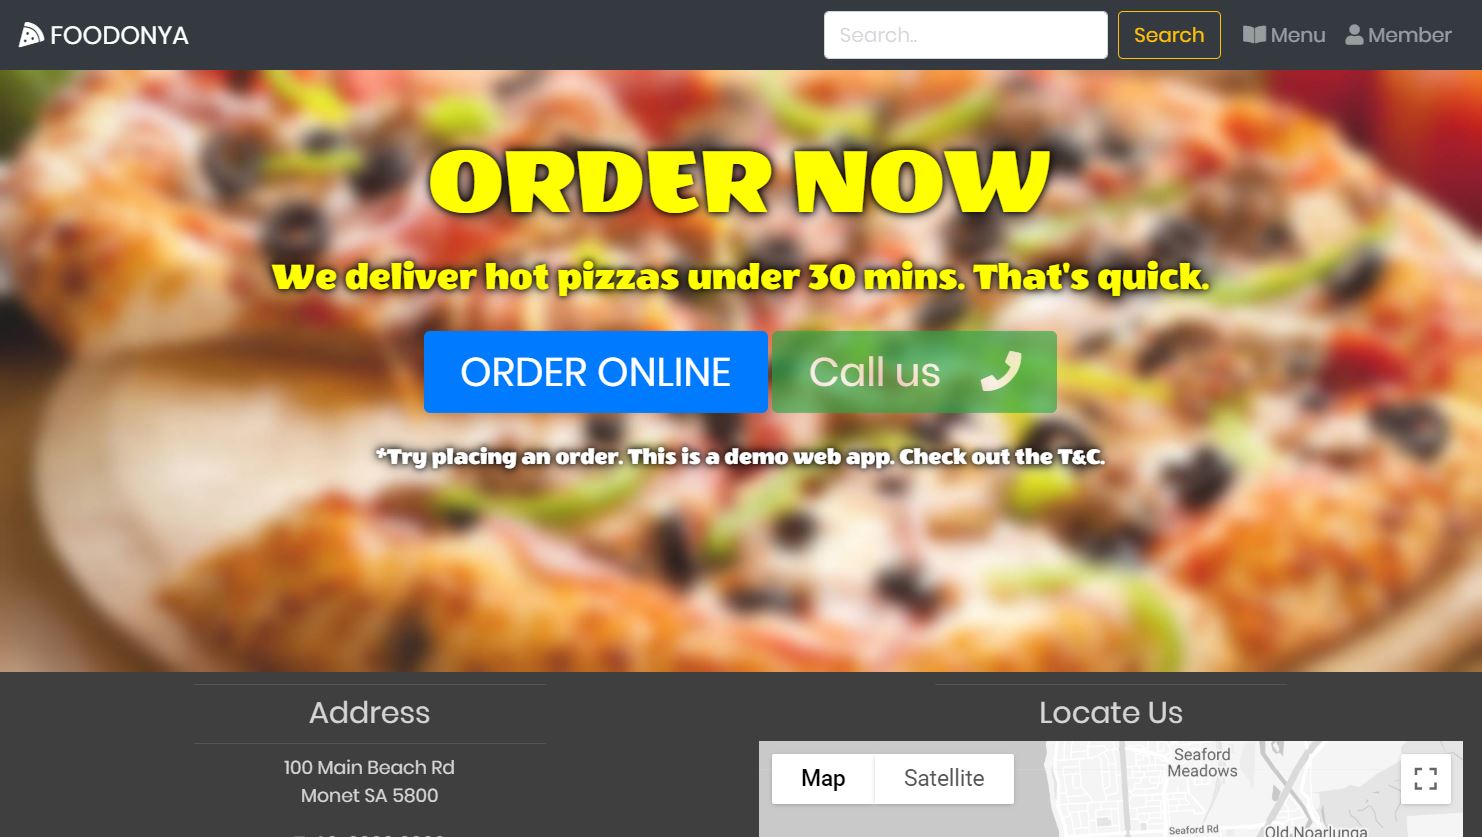 FOODONYA
Search..
Search
Menu
Member
ORDER NOW
We deliver hot pizzas under 30 mins. That's quick.
ORDER ONLINE
Call us
*Try placing an order. This is a demo web app. Check out the T&C.
Address
100 Main Beach Rd
Monet SA 5800
Locate Us
Map
Satellite
Seaford
Meadows
Seaford Rd
Old Noarlunga